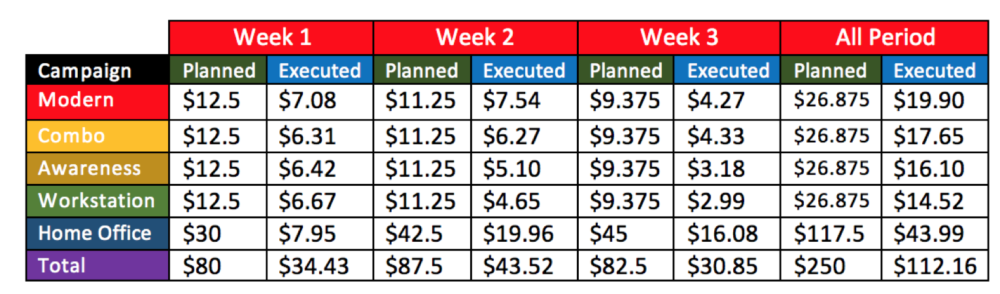 Week 1 Week 2 Week 3 All Period
Campaign Planned Executed Planned Executed Planned Executed Planned Executed
Modern $12.5 $7.08 $11.25 $7.54 $9.375 $4.27 $26.875 $19.90
Combo $12.5 $6.31 $11.25 $6.27 $9.375 $4.33 $26.875 $17.65
Awareness $12.5 $6.42 $11.25 $5.10 $9.375 $3.18 $26.875 $16.10
Workstation $12.5 $6.67 $11.25 $4.65 $9.375 $2.99 $26.875 $14.52
Home Office $30 $7.95 $42.5 $19.96 $45 $16.08 $117.5 $43.99
Total $80 $34.43 $87.5 $43.52 $82.5 $30.85 $250 $112.16